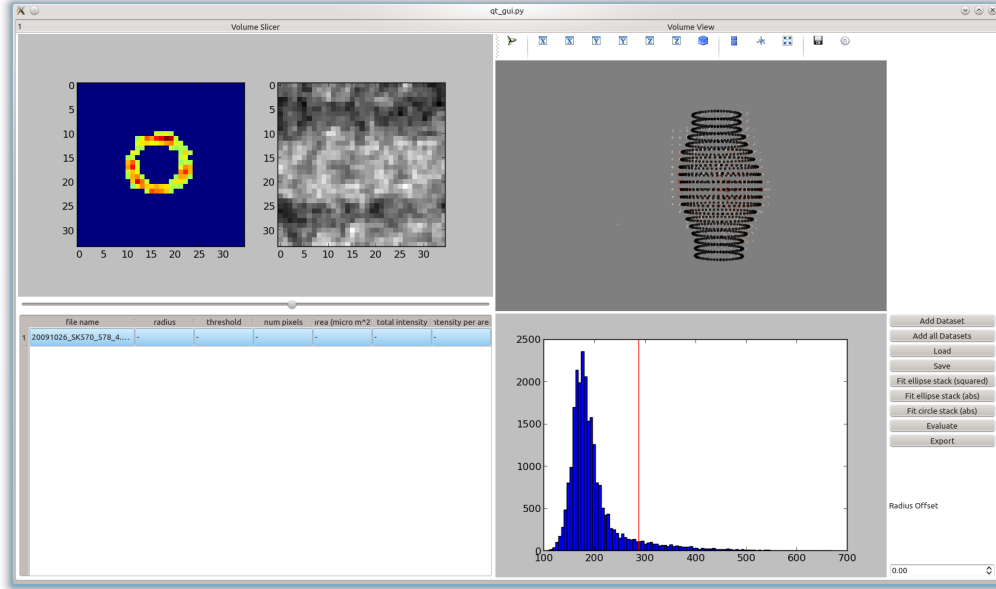 qt_gui.py
1 Volume Slicer Volume View
X X Y Y Z Z
0 0
5 5
10 10
15 15
20 20
25 25
30 30
0 5 10 15 20 25 30 0 5 10 15 20 25 30
file name radius threshold num pixels area (micro m^2 total intensity ntensity per are
1 20091026_SK570_578_4.... - - - - - -
2500
2000
1500
1000
500
0
100 200 300 400 500 600 700
Add Dataset
Add all Datasets
Load
Save
Fit ellipse stack (squared)
Fit ellipse stack (abs)
Fit circle stack (abs)
Evaluate
Export
Radius Offset
0.00